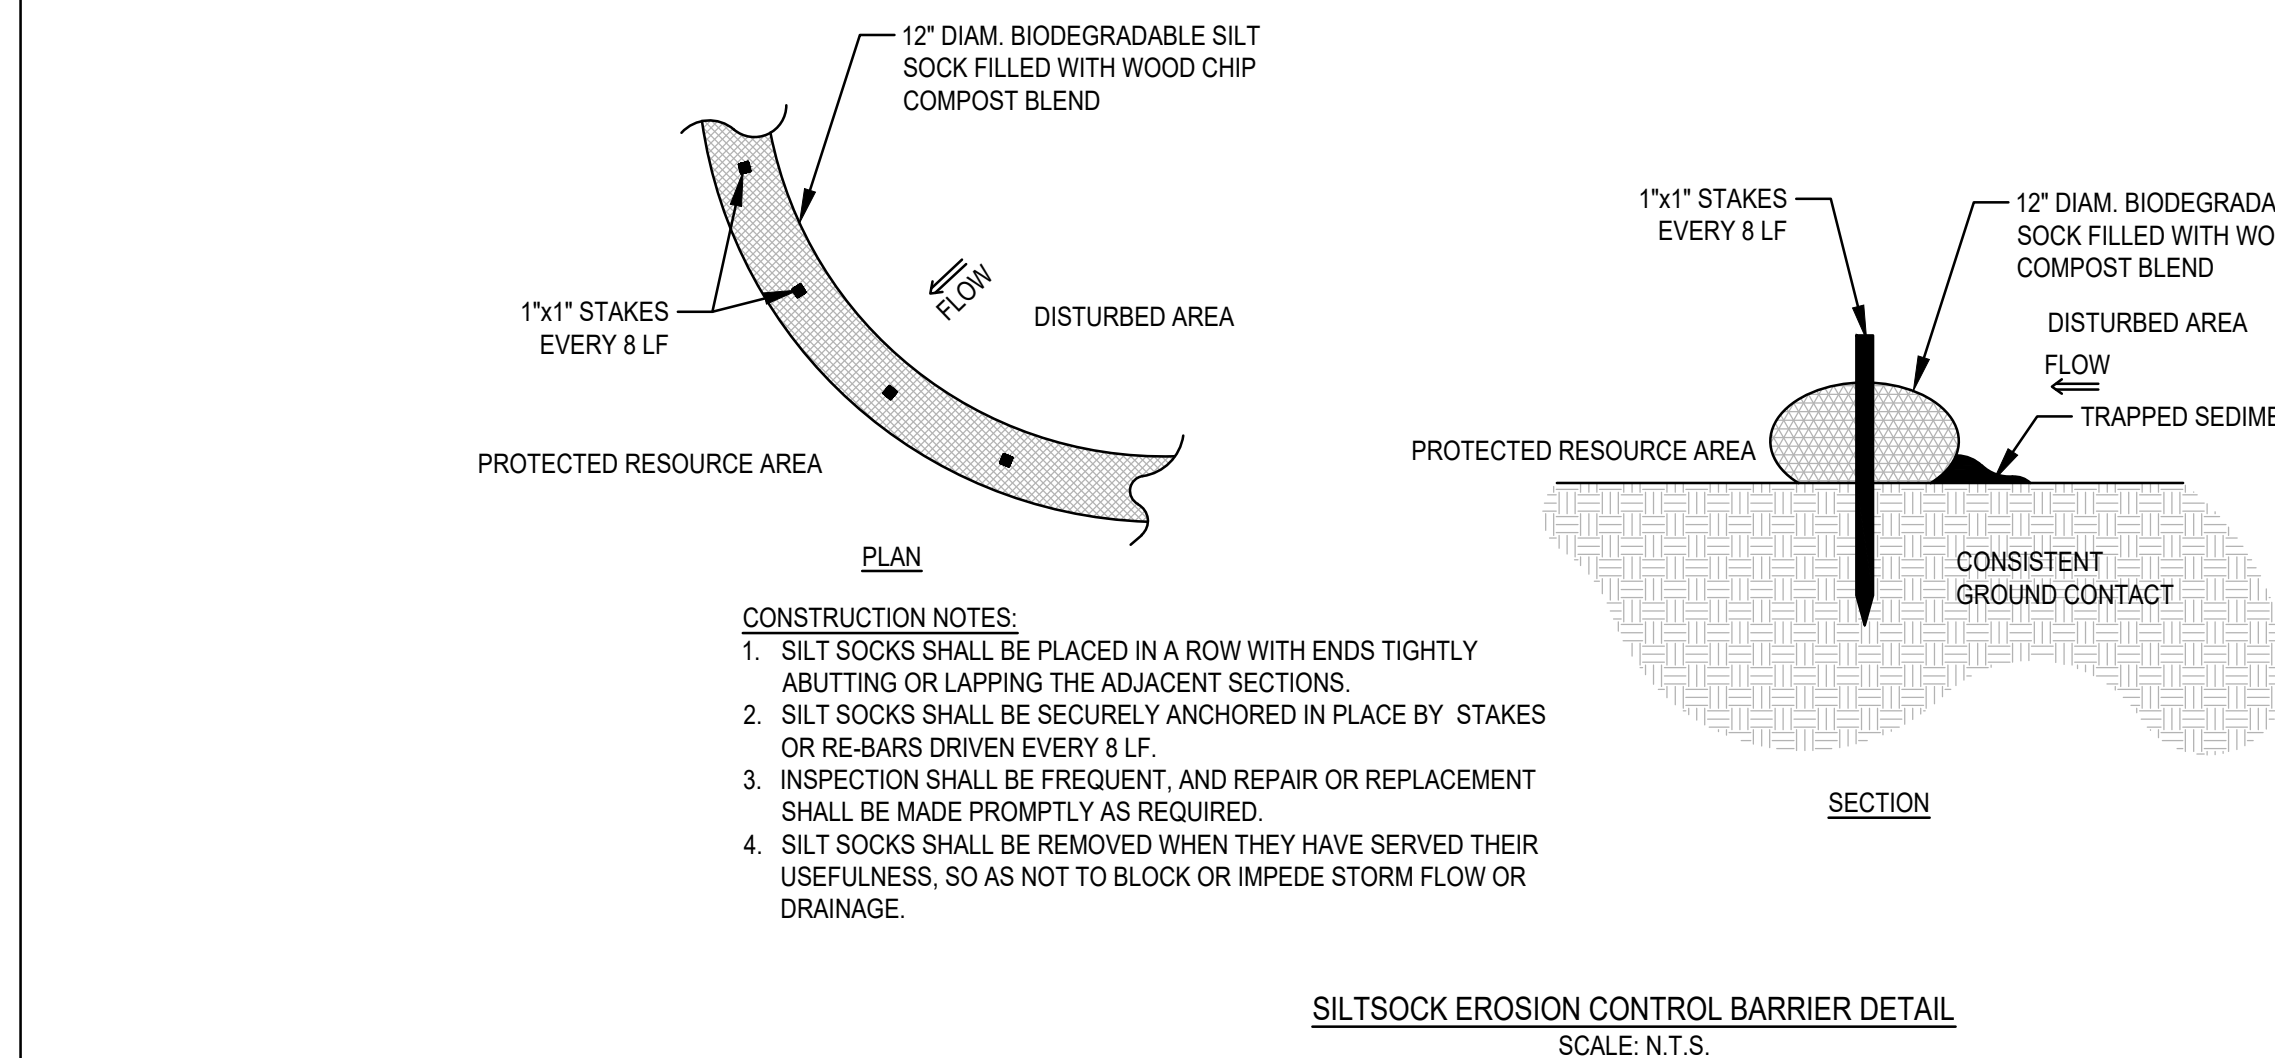 12" DIAM. BIODEGRADABLE SILT
SOCK FILLED WITH WOOD CHIP
COMPOST BLEND
1"x1" STAKES
EVERY 8 LF
FLOW
DISTURBED AREA
PROTECTED RESOURCE AREA
PLAN
1"x1" STAKES
EVERY 8 LF
12" DIAM.
SOCK FILLED WITH
COMPOST BLEND
DISTURBED AREA
FLOW
TRAPPED
PROTECTED RESOURCE AREA
CONSISTENT
GROUND CONTACT
SECTION
CONSTRUCTION NOTES:
1. SILT SOCKS SHALL BE PLACED IN A ROW WITH ENDS TIGHTLY
ABUTTING OR LAPPING THE ADJACENT SECTIONS.
2. SILT SOCKS SHALL BE SECURELY ANCHORED IN PLACE BY STAKES
OR RE-BARS DRIVEN EVERY 8 LF.
3. INSPECTION SHALL BE FREQUENT, AND REPAIR OR REPLACEMENT
SHALL BE MADE PROMPTLY AS REQUIRED.
4. SILT SOCKS SHALL BE REMOVED WHEN THEY HAVE SERVED THEIR
USEFULNESS, SO AS NOT TO BLOCK OR IMPEDE STORM FLOW OR
DRAINAGE.
SILTSOCK EROSION CONTROL BARRIER DETAIL
SCALE: N.T.S.